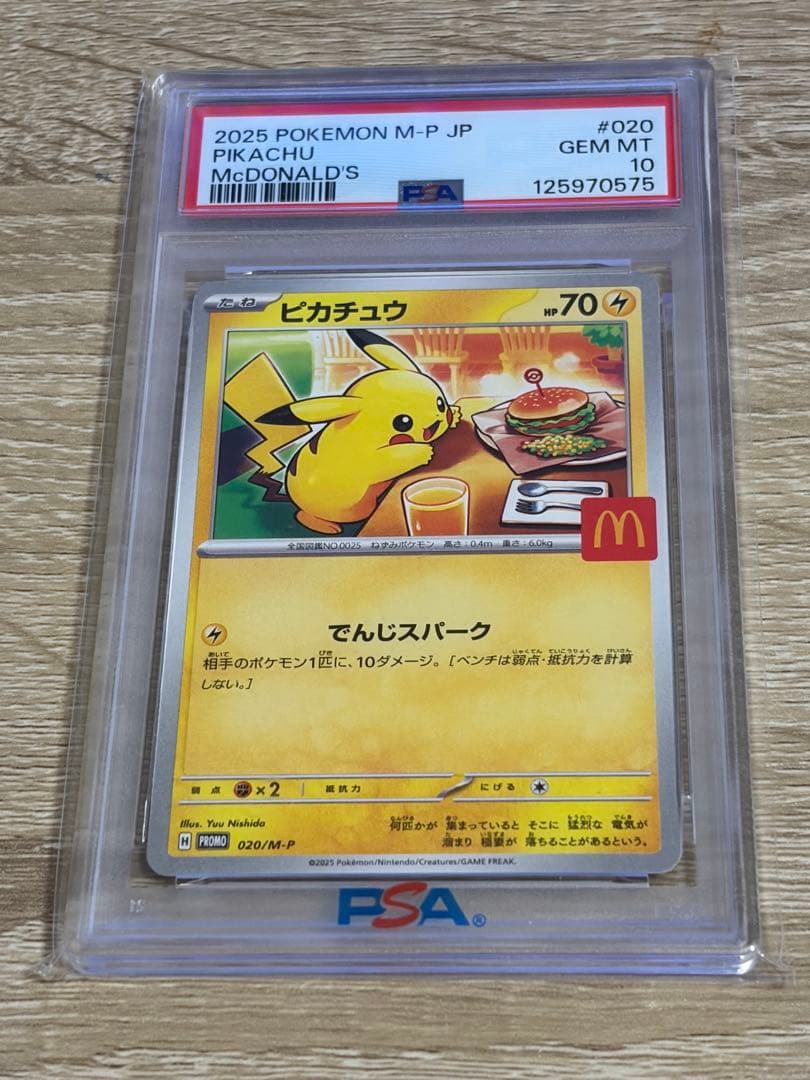 2025 POKEMON M-P JP #020
PIKACHU GEM MT
McDONALD'S 10
PSA 125970575
たね ピカチュウ HP70
全国図鑑NO.0025 ねずみポケモン 高さ:0.4m 重さ:6.0kg
M
でんじスパーク
相手のポケモン1匹に、10ダメージ。[ベンチは弱点・抵抗力を計算
しない。]
弱点 ×2 抵抗力 にげる
Illus. Yuu Nishida
何匹かが 集まっていると そこに 猛烈な 電気が
溜まり 稲妻が 落ちることがあるという。
H PROMO 020/M-P
©2025 Pokémon/Nintendo/Creatures/GAME FREAK.
PSA®